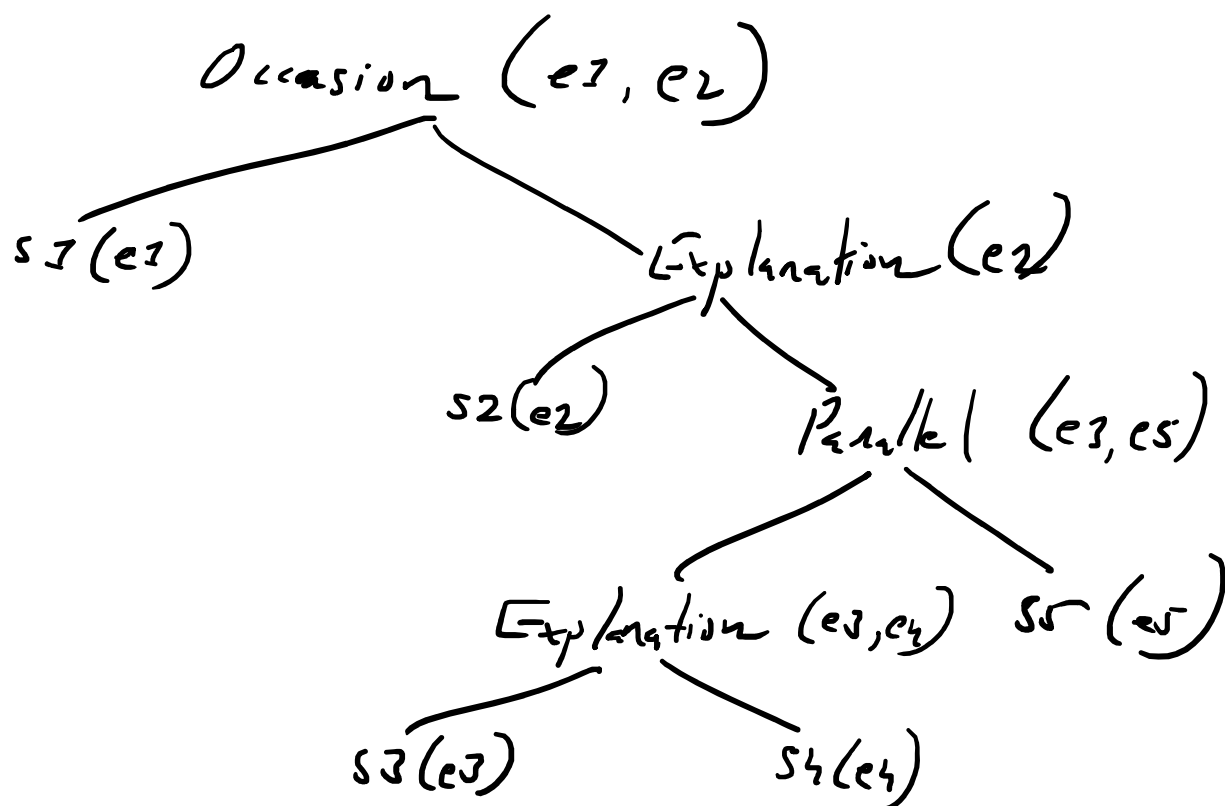 Occasion (e1, e2)
s1(e1)
Explanation (e2)
s2(e2)
Parallel (e3, e5)
Explanation (e3, e4)
s5 (e5)
s3(e3)
s4(e4)